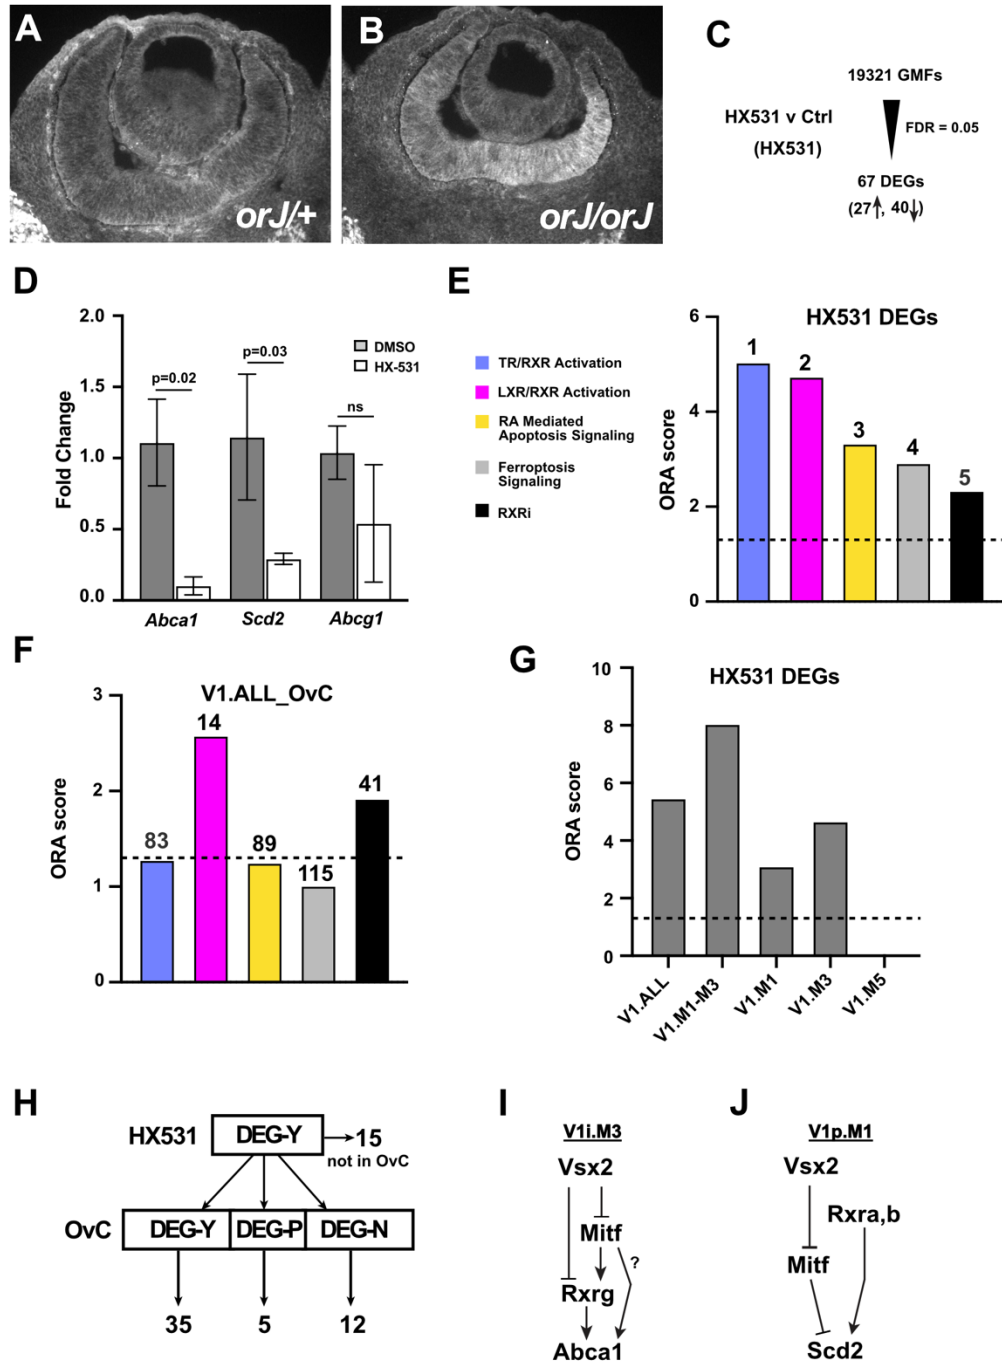 A
orJ/+
B
orJ/orJ
C
19321 GMFs
HX531 v Ctrl
(HX531)
FDR = 0.05
67 DEGs
(27↑, 40↓)
D
Fold Change
2.0
1.5
1.0
0.5
0.0
p=0.02
p=0.03
ns
DMSO
HX-531
Abca1
Scd2
Abcg1
E
TR/RXR Activation
LXR/RXR Activation
RA Mediated
Apoptosis Signaling
Ferroptosis
Signaling
RXRi
HX531 DEGs
ORA score
6
4
2
0
1
2
3
4
5
F
V1.ALL_OvC
ORA score
3
2
1
0
83
14
89
115
41
G
HX531 DEGs
ORA score
10
8
6
4
2
0
V1.ALL
V1.M1-M3
V1.M1
V1.M3
V1.M5
H
HX531
DEG-Y
15
not in OvC
OvC
DEG-Y
DEG-P
DEG-N
35
5
12
I
V1i.M3
Vsx2
Mitf
?
Rxrg
Abca1
J
V1p.M1
Vsx2
Rxra,b
Mitf
Scd2